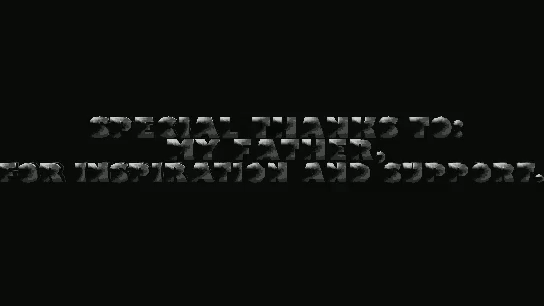 SPECIAL THANKS TO:
MY FATHER,
FOR INSPIRATION AND SUPPORT.